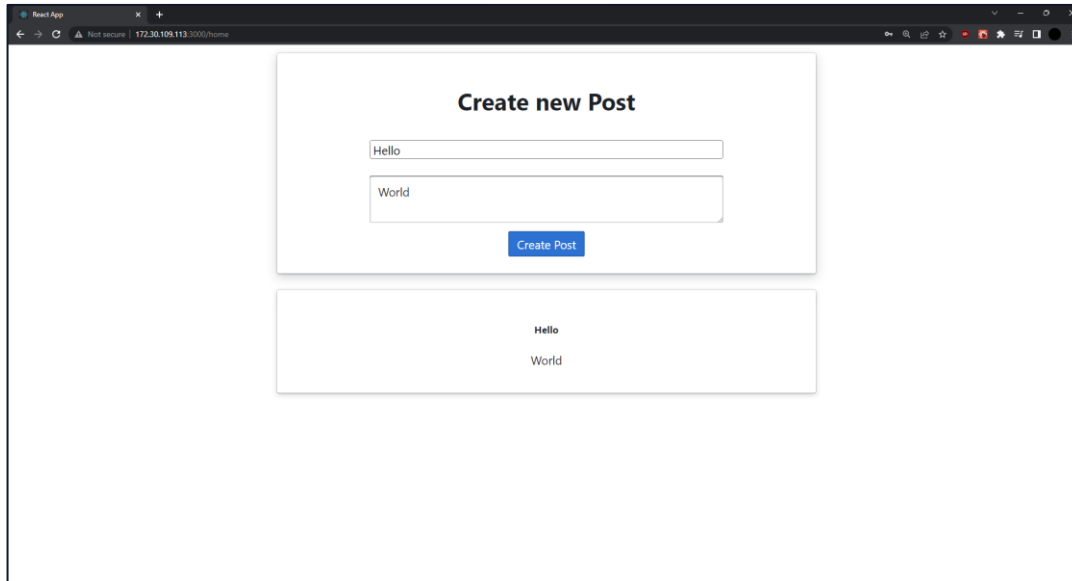 React App
Not secure | 172.30.109.113:3000/home
Create new Post
Hello
World
Create Post
Hello
World